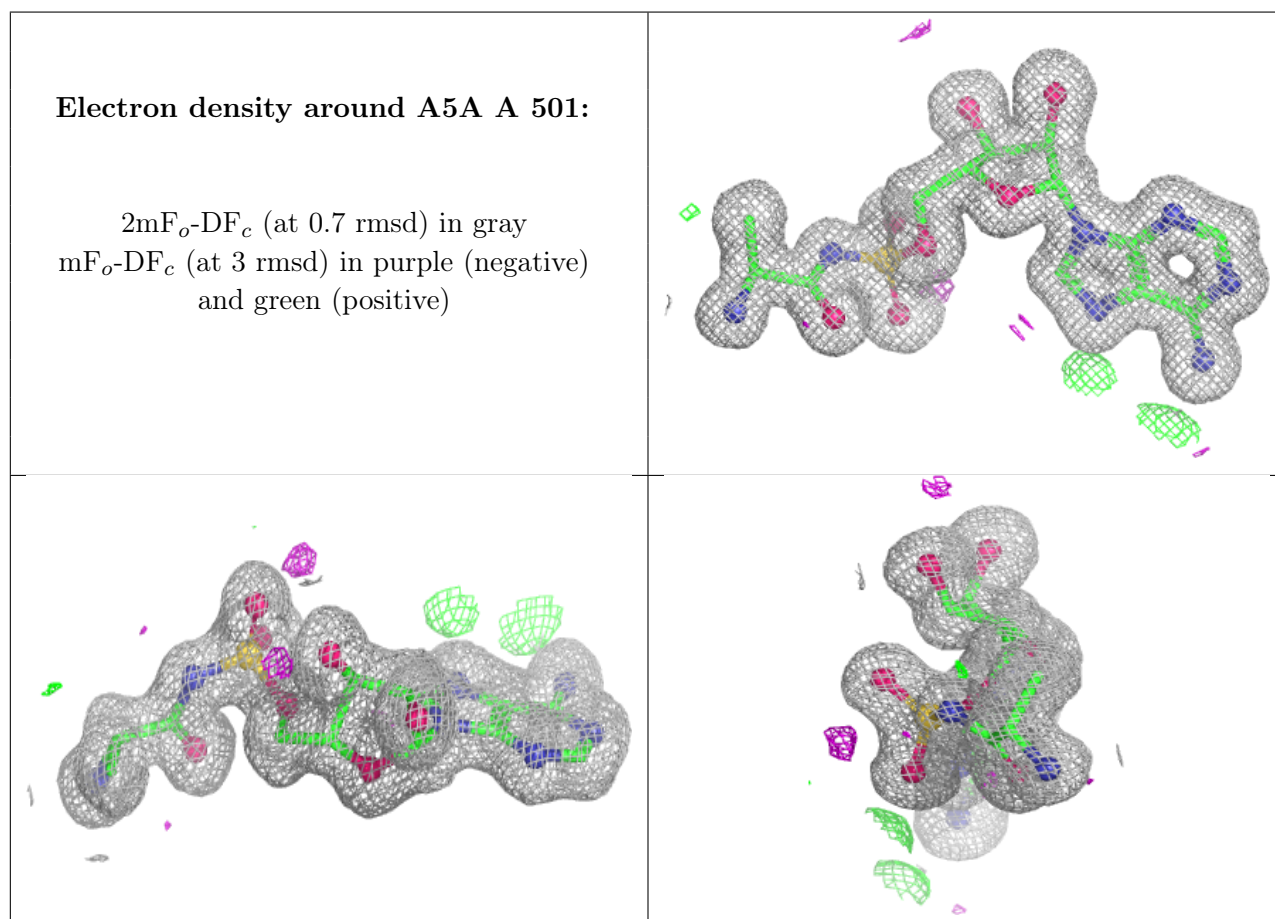 Electron density around A5A A 501:
2mFo-DFc (at 0.7 rmsd) in gray
mFo-DFc (at 3 rmsd) in purple (negative)
and green (positive)